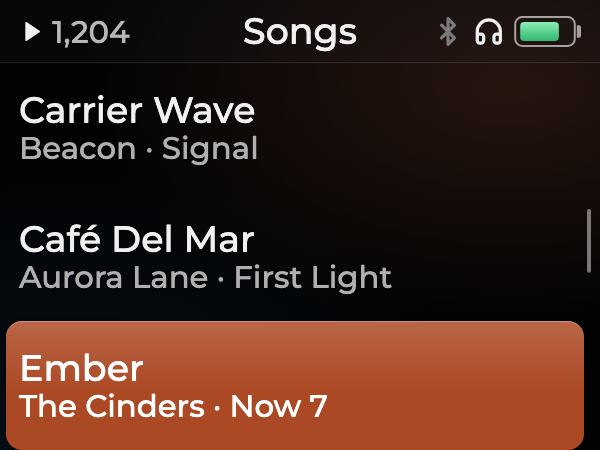 1,204
Songs
Carrier Wave
Beacon · Signal
Café Del Mar
Aurora Lane · First Light
Ember
The Cinders · Now 7